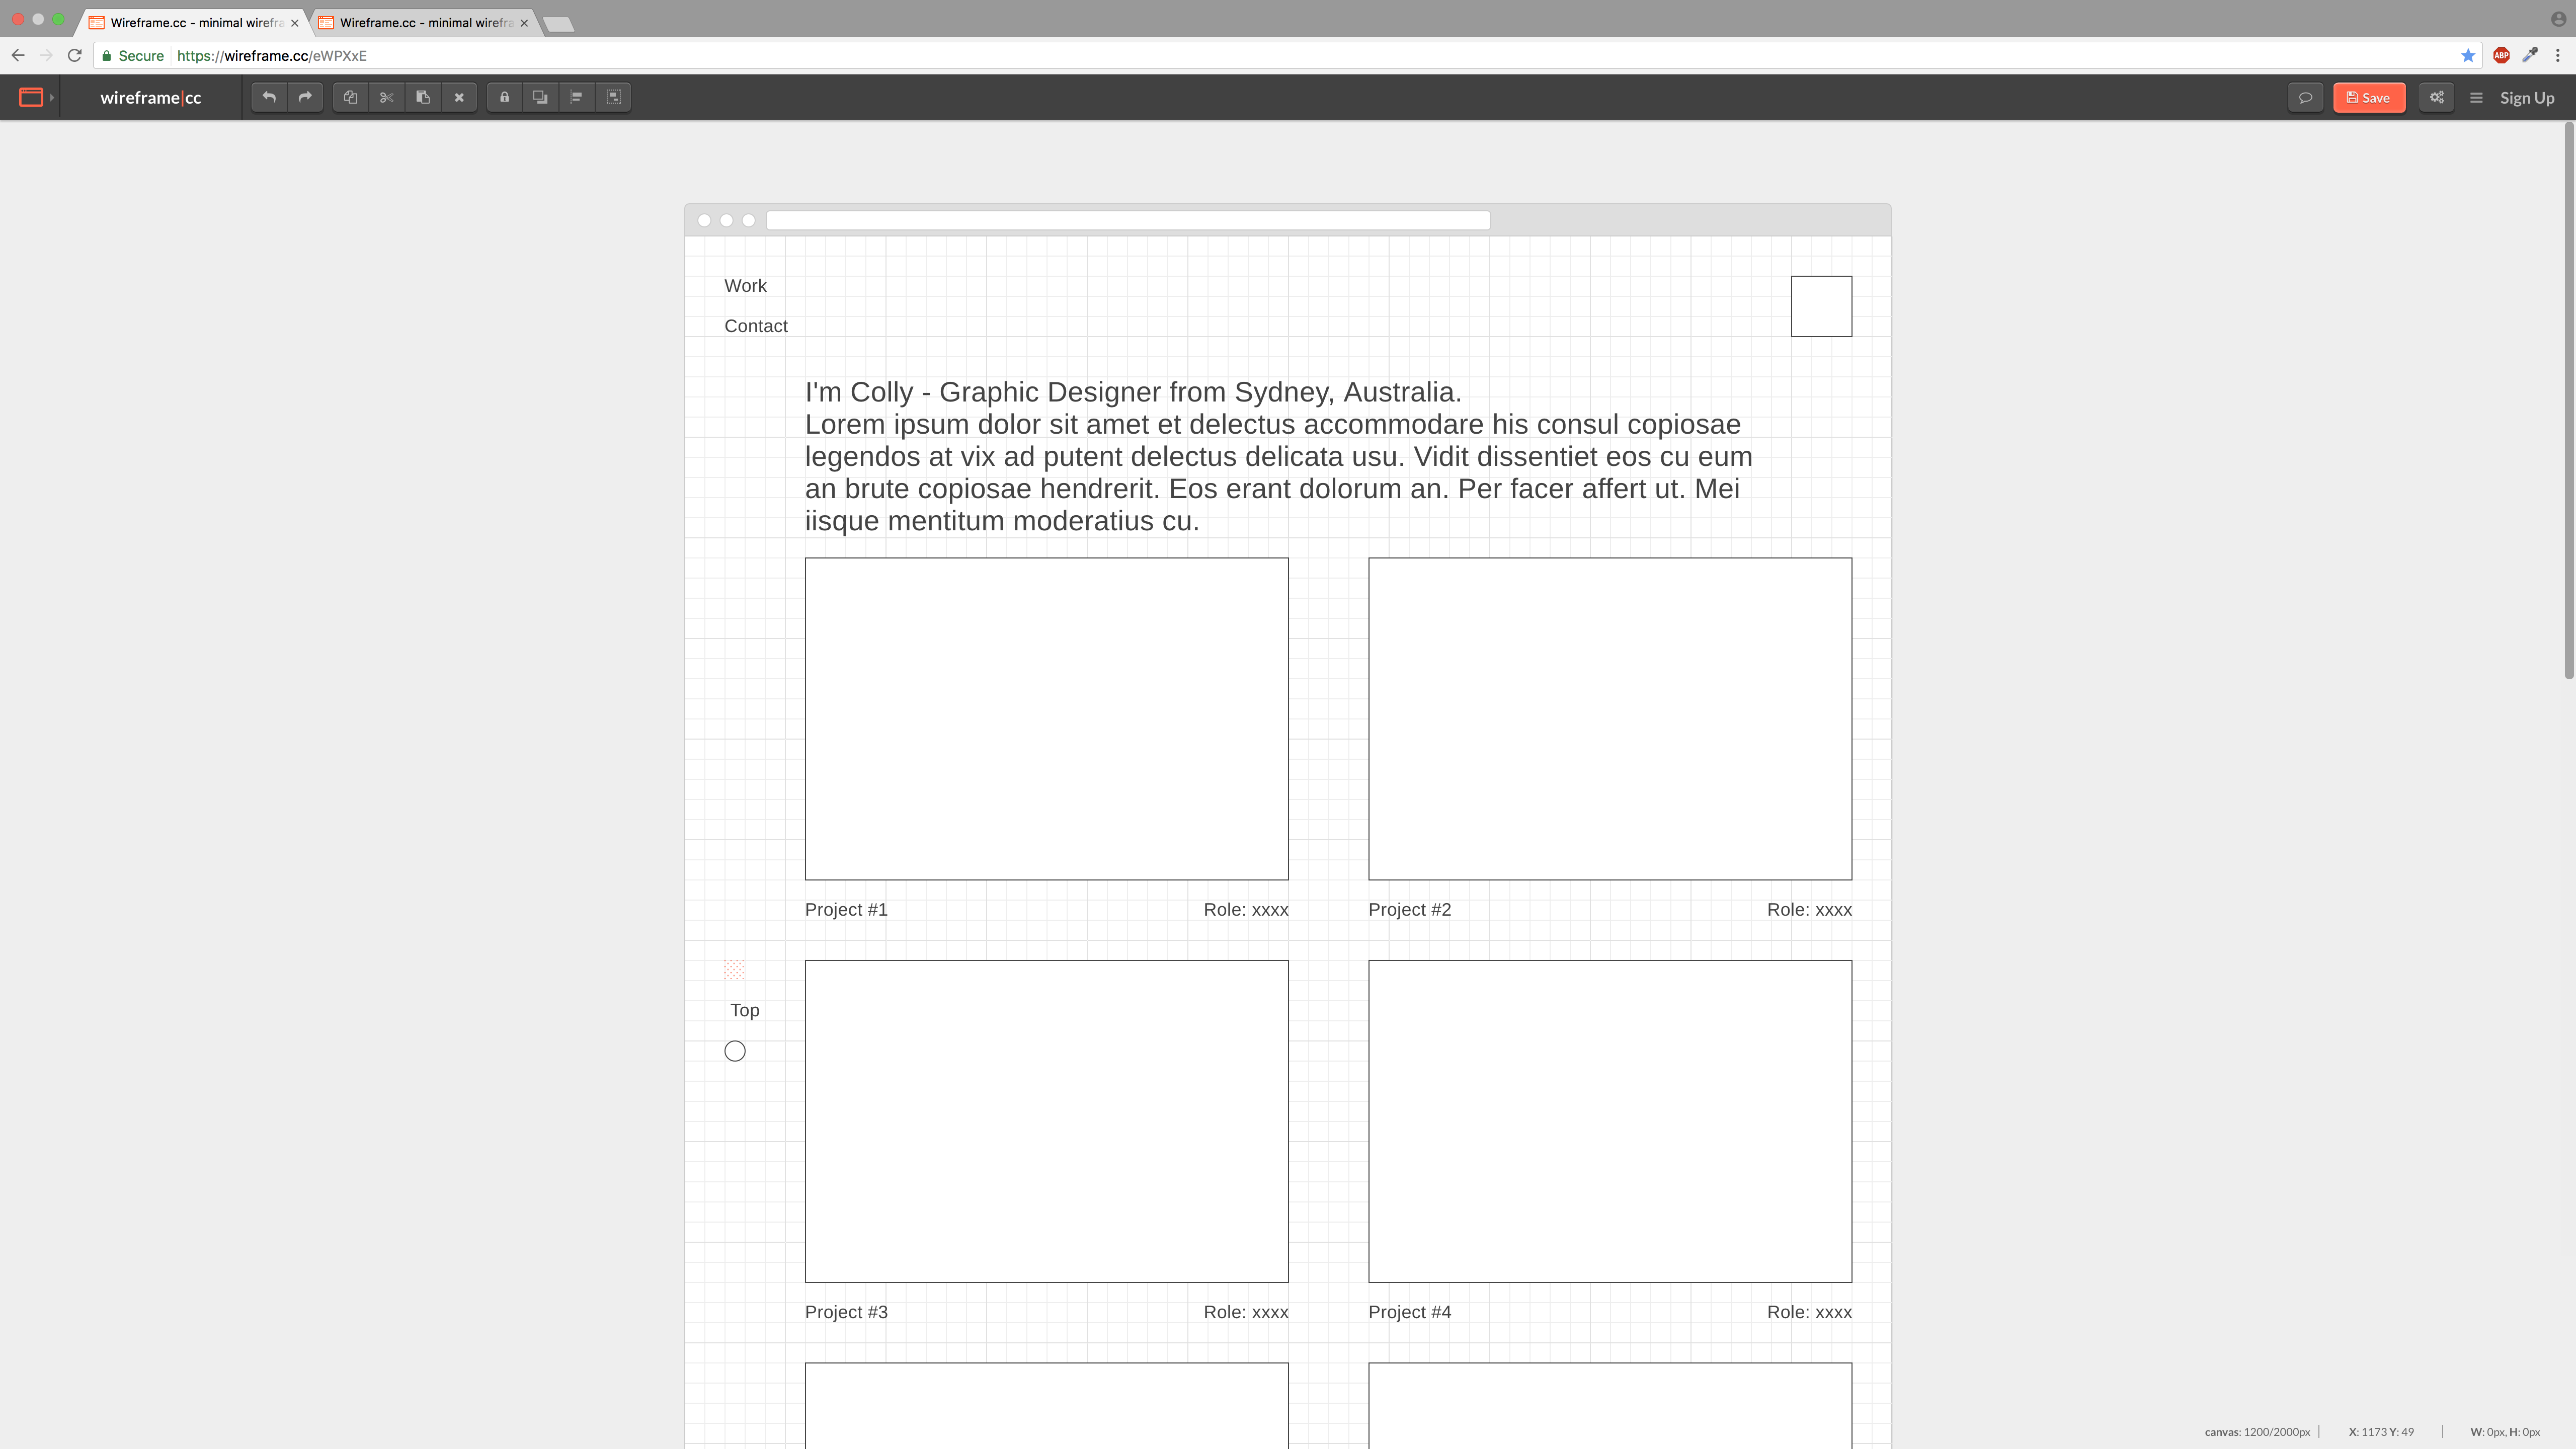 Wireframe.cc - minimal wirefra
Wireframe.cc - minimal wirefra
Secure https://wireframe.cc/eWPXxE
ABP
wireframe|cc
Save
Sign Up
Work
Contact
I'm Colly - Graphic Designer from Sydney, Australia.
Lorem ipsum dolor sit amet et delectus accommodare his consul copiosae
legendos at vix ad putent delectus delicata usu. Vidit dissentiet eos cu eum
an brute copiosae hendrerit. Eos erant dolorum an. Per facer affert ut. Mei
iisque mentitum moderatius cu.
Project #1 Role: xxxx Project #2 Role: xxxx
Top
Project #3 Role: xxxx Project #4 Role: xxxx
canvas: 1200/2000px X: 1173 Y: 49 W: 0px, H: 0px